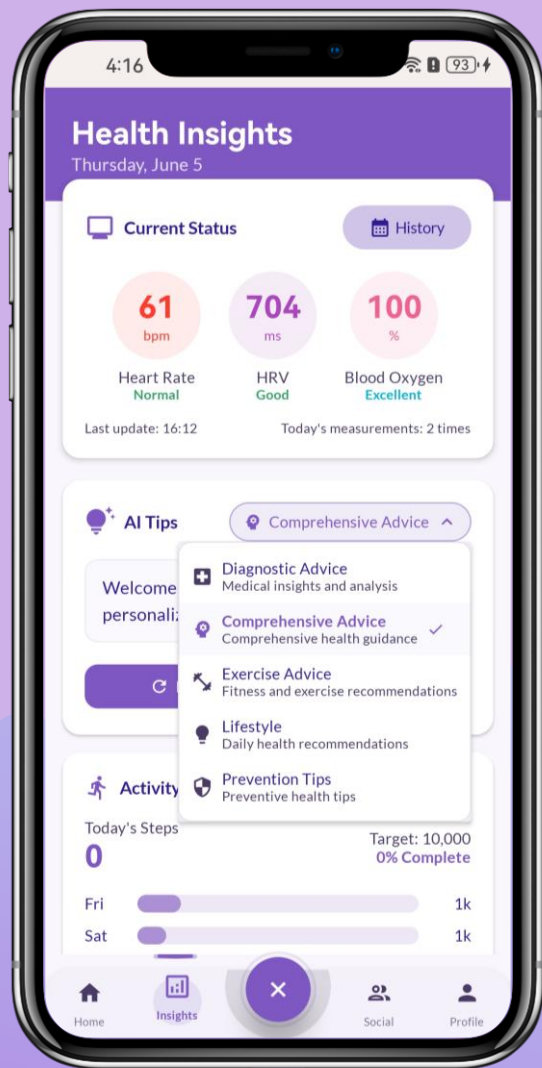 4:16
93
Health Insights
Thursday, June 5
Current Status
History
61
bpm
704
ms
100
%
Heart Rate
HRV
Blood Oxygen
Normal
Good
Excellent
Last update: 16:12
Today's measurements: 2 times
AI Tips
Comprehensive Advice
Welcome
personaliz
Diagnostic Advice
Medical insights and analysis
Comprehensive Advice
Comprehensive health guidance
Exercise Advice
Fitness and exercise recommendations
Lifestyle
Daily health recommendations
Prevention Tips
Preventive health tips
Activity
Today's Steps
Target: 10,000
0
0% Complete
Fri
1k
Sat
1k
Home
Insights
Social
Profile